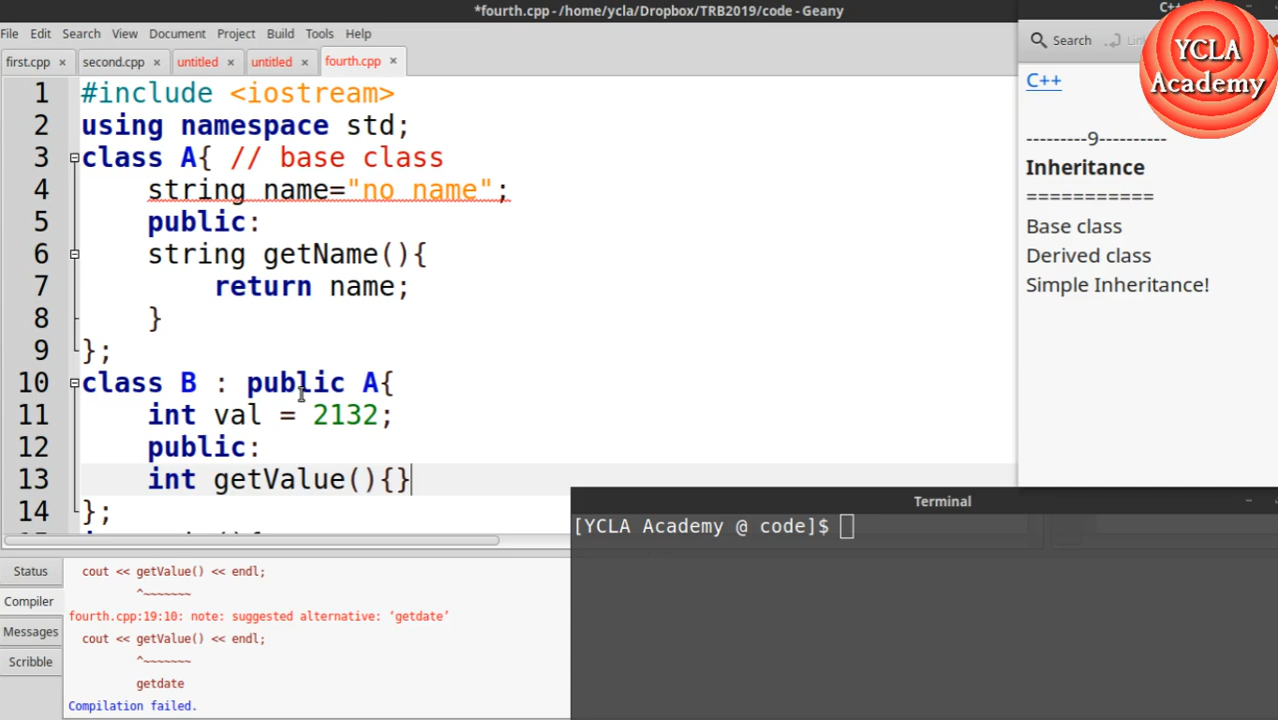 *fourth.cpp - /home/ycla/Dropbox/TRB2019/code - Geany
File Edit Search View Document Project Build Tools Help
first.cpp × second.cpp × untitled × untitled × fourth.cpp ×
1 #include <iostream>
2 using namespace std;
3 class A{ // base class
4 string name="no name";
5 public:
6 string getName(){
7 return name;
8 }
9 };
10 class B : public A{
11 int val = 2132;
12 public:
13 int getValue(){}
14 };
Status
Compiler
Messages
Scribble
cout << getValue() << endl;
^~~~~~~~
fourth.cpp:19:10: note: suggested alternative: ‘getdate’
cout << getValue() << endl;
^~~~~~~~
getdate
Compilation failed.
Terminal
[YCLA Academy @ code]$
Search
C++
---------9----------
Inheritance
===========
Base class
Derived class
Simple Inheritance!
YCLA
Academy